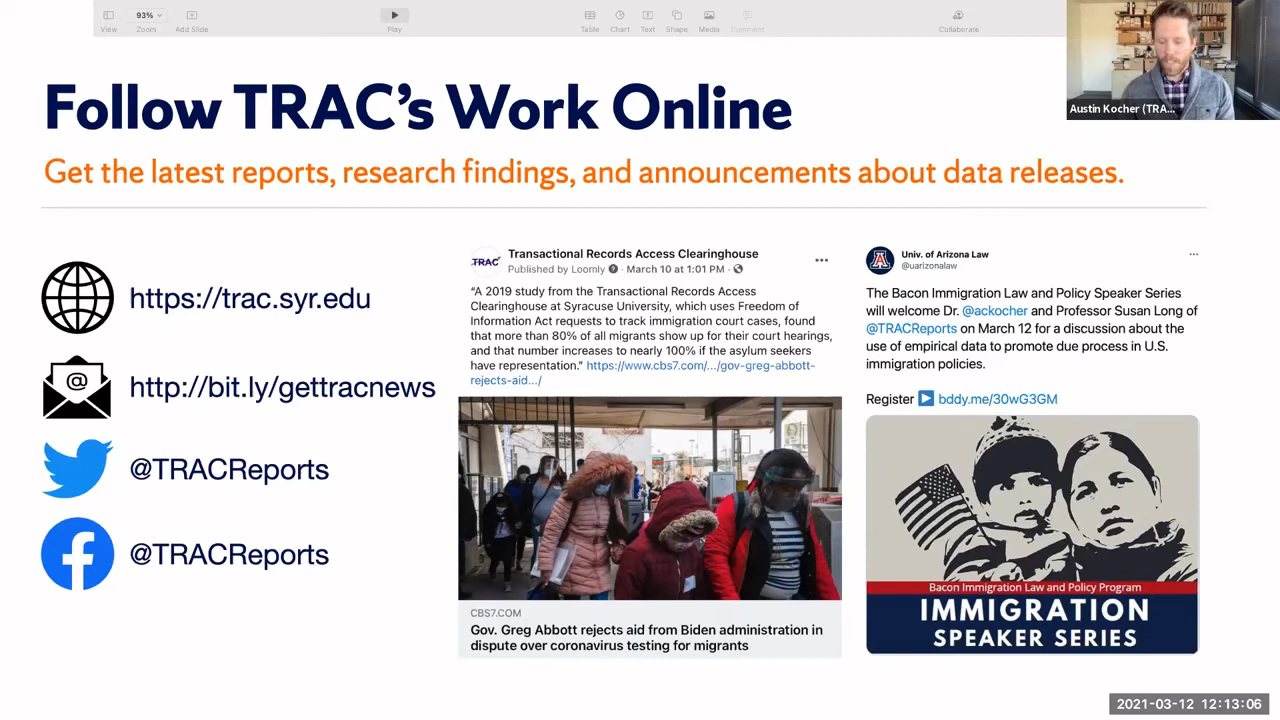 View
93%
Zoom
Add Slide
Play
Table
Chart
Text
Shape
Media
Comment
Collaborate
Austin Kocher (TRA...
Follow TRAC's Work Online
Get the latest reports, research findings, and announcements about data releases.
https://trac.syr.edu
@
http://bit.ly/gettracnews
@TRACReports
@TRACReports
TRAC
Transactional Records Access Clearinghouse
Published by Loomly · March 10 at 1:01 PM ·
"A 2019 study from the Transactional Records Access
Clearinghouse at Syracuse University, which uses Freedom of
Information Act requests to track immigration court cases, found
that more than 80% of all migrants show up for their court hearings,
and that number increases to nearly 100% if the asylum seekers
have representation." https://www.cbs7.com/.../gov-greg-abbott-
rejects-aid.../
CBS7.COM
Gov. Greg Abbott rejects aid from Biden administration in
dispute over coronavirus testing for migrants
A
Univ. of Arizona Law
@uarizonalaw
The Bacon Immigration Law and Policy Speaker Series
will welcome Dr. @ackocher and Professor Susan Long of
@TRACReports on March 12 for a discussion about the
use of empirical data to promote due process in U.S.
immigration policies.
Register ▶ bddy.me/30wG3GM
Bacon Immigration Law and Policy Program
IMMIGRATION
SPEAKER SERIES
2021-03-12 12:13:06